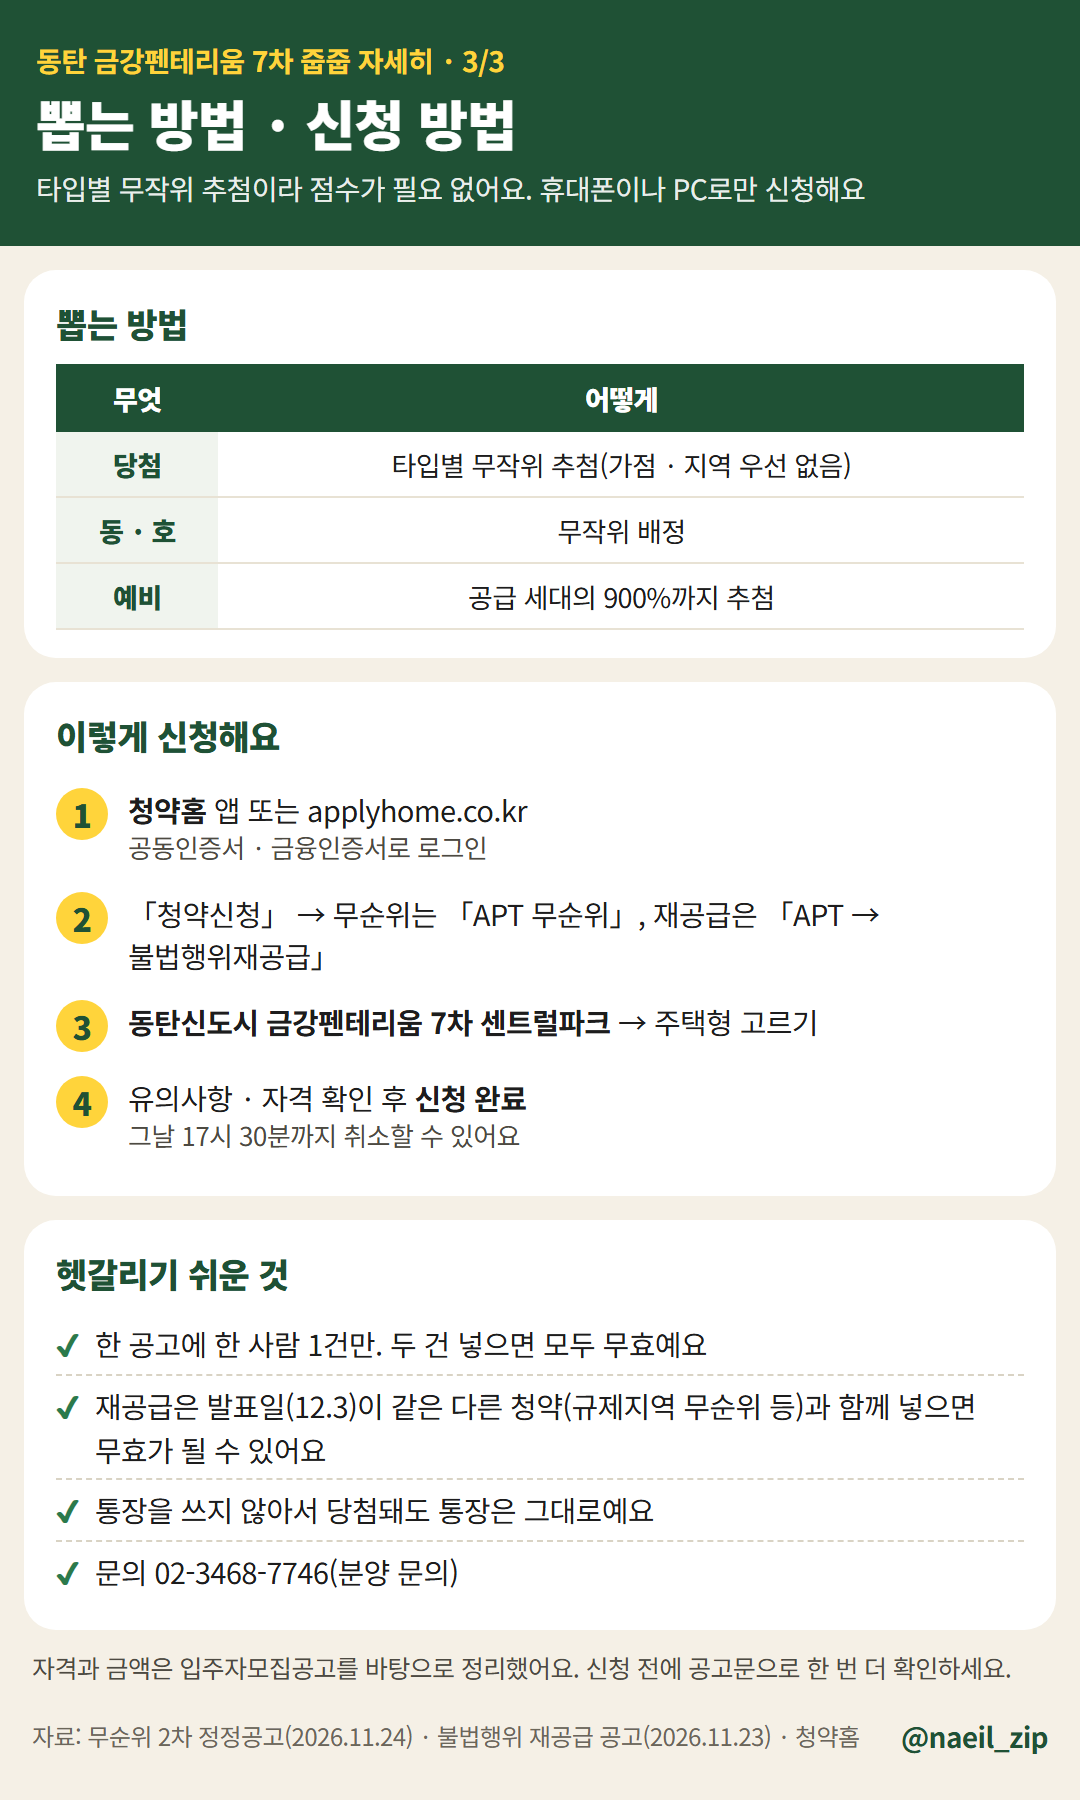 동탄 금강펜테리움 7차 줍줍 자세히 · 3/3
뽑는 방법 · 신청 방법
타입별 무작위 추첨이라 점수가 필요 없어요. 휴대폰이나 PC로만 신청해요
뽑는 방법
무엇 어떻게
당첨 타입별 무작위 추첨(가점 · 지역 우선 없음)
동 · 호 무작위 배정
예비 공급 세대의 900%까지 추첨
이렇게 신청해요
1 청약홈 앱 또는 applyhome.co.kr
공동인증서 · 금융인증서로 로그인
2 「청약신청」 → 무순위는 「APT 무순위」, 재공급은 「APT →
불법행위재공급」
3 동탄신도시 금강펜테리움 7차 센트럴파크 → 주택형 고르기
4 유의사항 · 자격 확인 후 신청 완료
그날 17시 30분까지 취소할 수 있어요
헷갈리기 쉬운 것
✓ 한 공고에 한 사람 1건만. 두 건 넣으면 모두 무효예요
✓ 재공급은 발표일(12.3)이 같은 다른 청약(규제지역 무순위 등)과 함께 넣으면
무효가 될 수 있어요
✓ 통장을 쓰지 않아서 당첨돼도 통장은 그대로예요
✓ 문의 02-3468-7746(분양 문의)
자격과 금액은 입주자모집공고를 바탕으로 정리했어요. 신청 전에 공고문으로 한 번 더 확인하세요.
자료: 무순위 2차 정정공고(2026.11.24) · 불법행위 재공급 공고(2026.11.23) · 청약홈 @naeil_zip